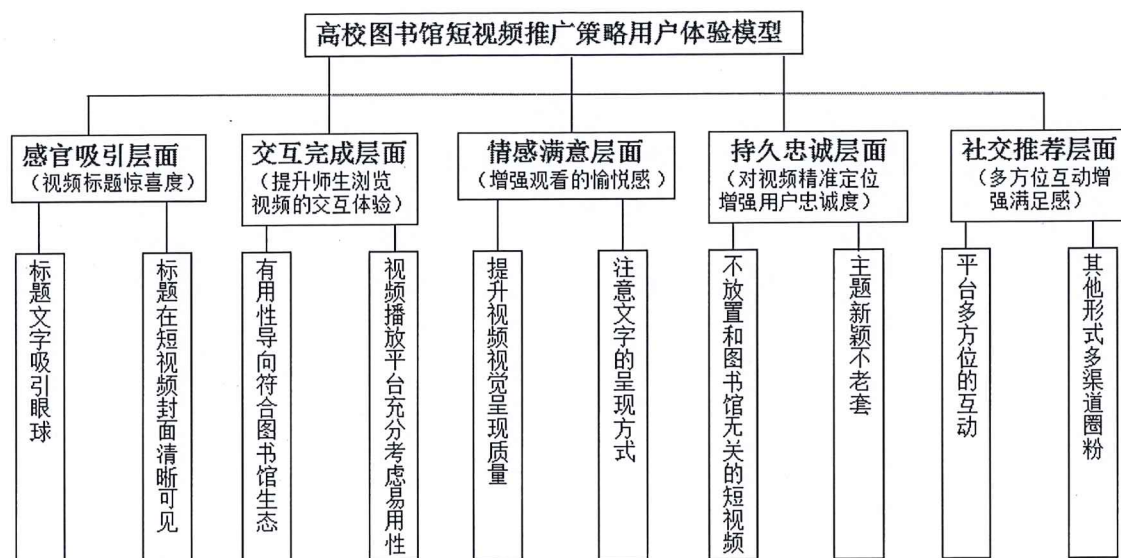 高校图书馆短视频推广策略用户体验模型
感官吸引层面
（视频标题惊喜度）
交互完成层面
（提升师生浏览
视频的交互体验）
情感满意层面
（增强观看的愉悦感）
持久忠诚层面
（对视频精准定位
增强用户忠诚度）
社交推荐层面
（多方位互动增
强满足感）
标题文字吸引眼球
标题在短视频封面清晰可见
有用性导向符合图书馆生态
视频播放平台充分考虑易用性
提升视频视觉呈现质量
注意文字的呈现方式
不放置和图书馆无关的短视频
主题新颖不老套
平台多方位的互动
其他形式多渠道圈粉